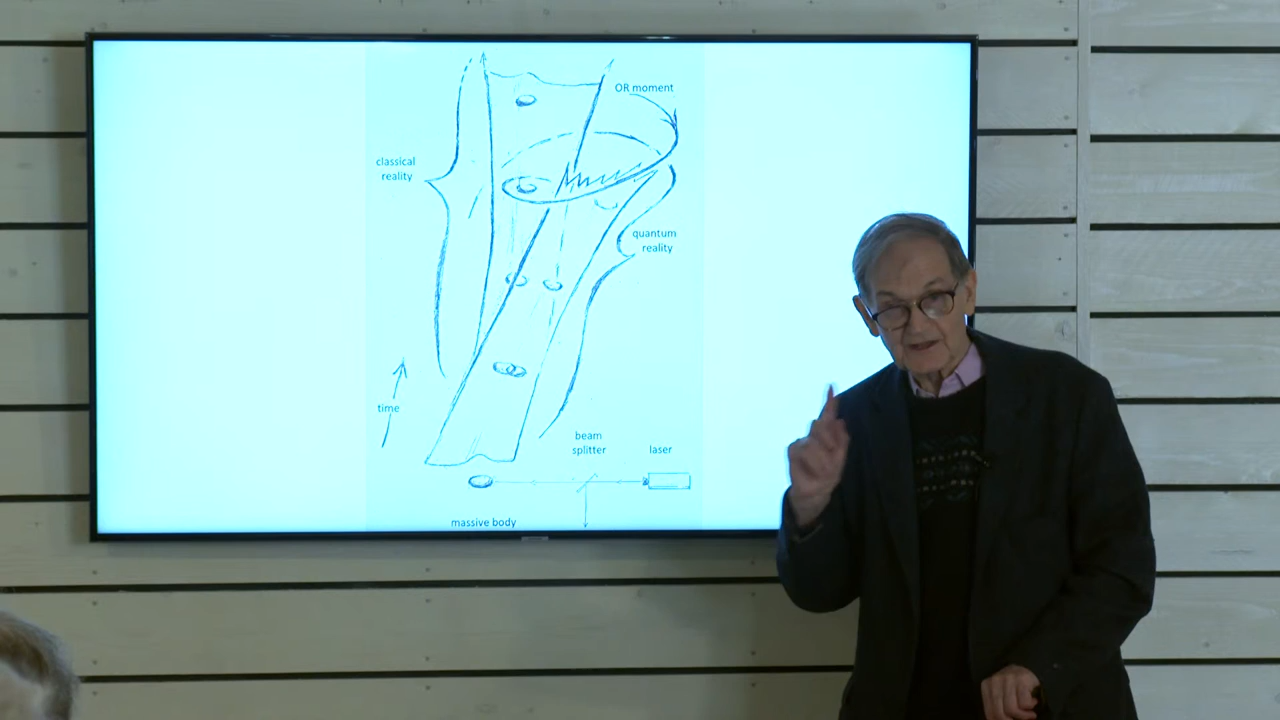 OR moment
classical
reality
quantum
reality
time
beam
splitter
laser
massive body